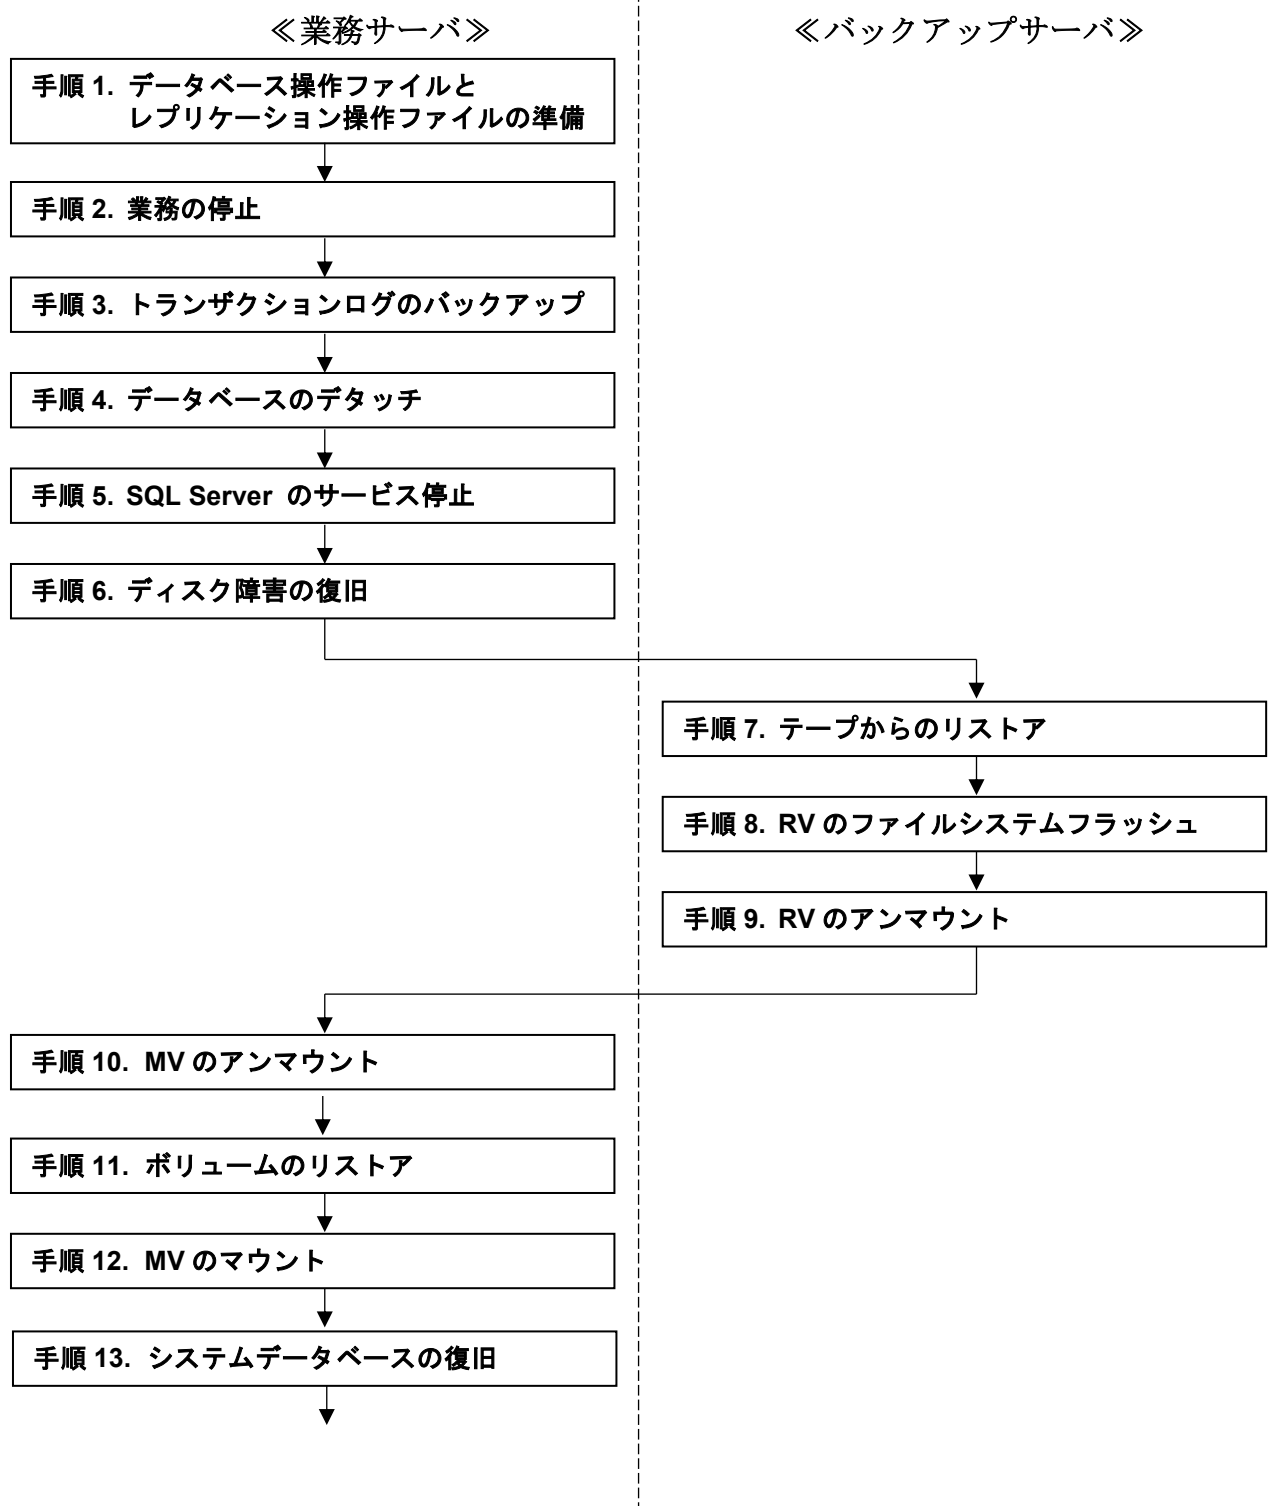 ≪業務サーバ≫
≪バックアップサーバ≫
手順 1. データベース操作ファイルと
レプリケーション操作ファイルの準備
手順 2. 業務の停止
手順 3. トランザクションログのバックアップ
手順 4. データベースのデタッチ
手順 5. SQL Server のサービス停止
手順 6. ディスク障害の復旧
手順 7. テープからのリストア
手順 8. RV のファイルシステムフラッシュ
手順 9. RV のアンマウント
手順 10. MV のアンマウント
手順 11. ボリュームのリストア
手順 12. MV のマウント
手順 13. システムデータベースの復旧